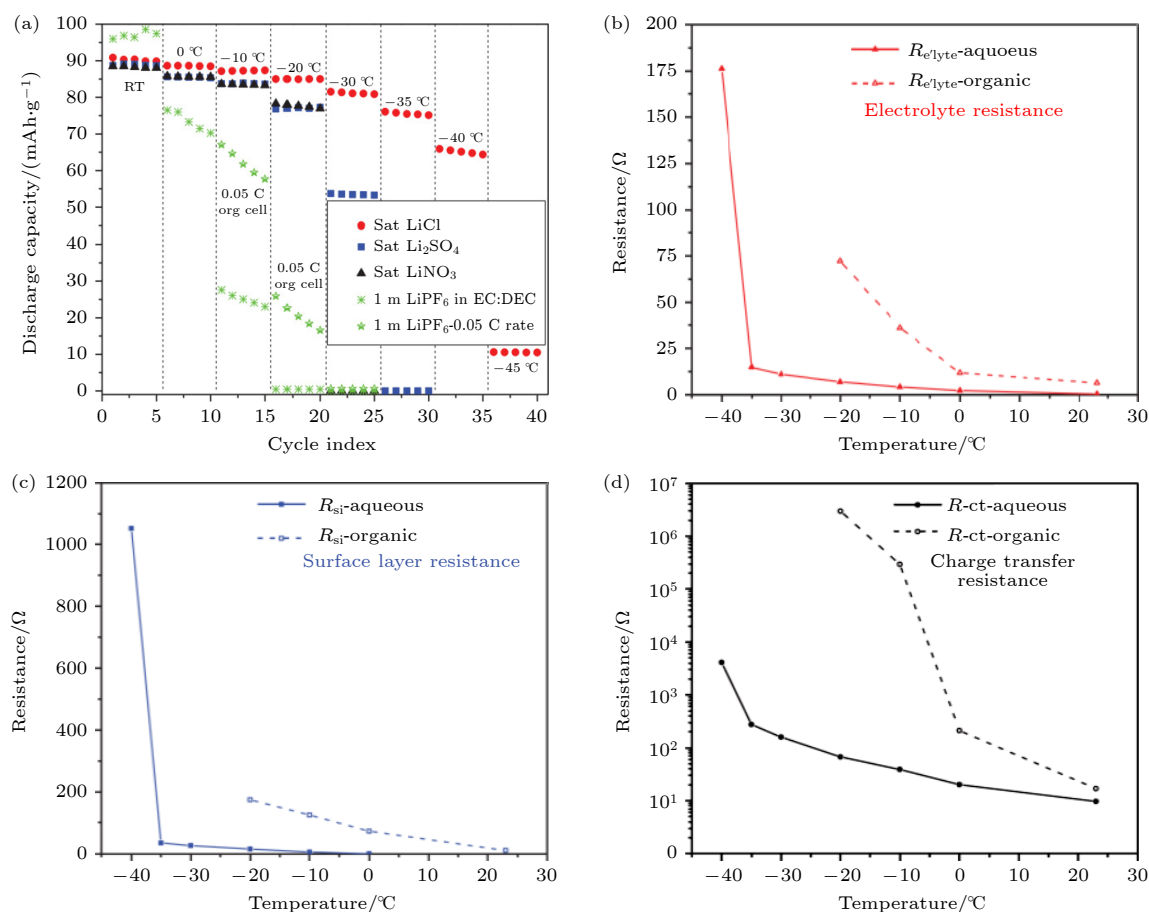 (a)
100
90
80
70
60
50
40
30
20
10
0
Discharge capacity/(mAh·g⁻¹)
RT
0 ℃
−10 ℃
−20 ℃
−30 ℃
−35 ℃
−40 ℃
0.05 C
org cell
0.05 C
org cell
−45 ℃
Sat LiCl
Sat Li₂SO₄
Sat LiNO₃
1 m LiPF₆ in EC:DEC
1 m LiPF₆-0.05 C rate
0 5 10 15 20 25 30 35 40
Cycle index
(b)
200
175
150
125
100
75
50
25
0
Resistance/Ω
Re'lyte-aquoeus
Re'lyte-organic
Electrolyte resistance
−40 −30 −20 −10 0 10 20 30
Temperature/℃
(c)
1200
1000
800
600
400
200
0
Resistance/Ω
Rsi-aqueous
Rsi-organic
Surface layer resistance
−40 −30 −20 −10 0 10 20 30
Temperature/℃
(d)
10⁷
10⁶
10⁵
10⁴
10³
10²
10¹
10⁰
Resistance/Ω
R-ct-aqueous
R-ct-organic
Charge transfer
resistance
−40 −30 −20 −10 0 10 20 30
Temperature/℃